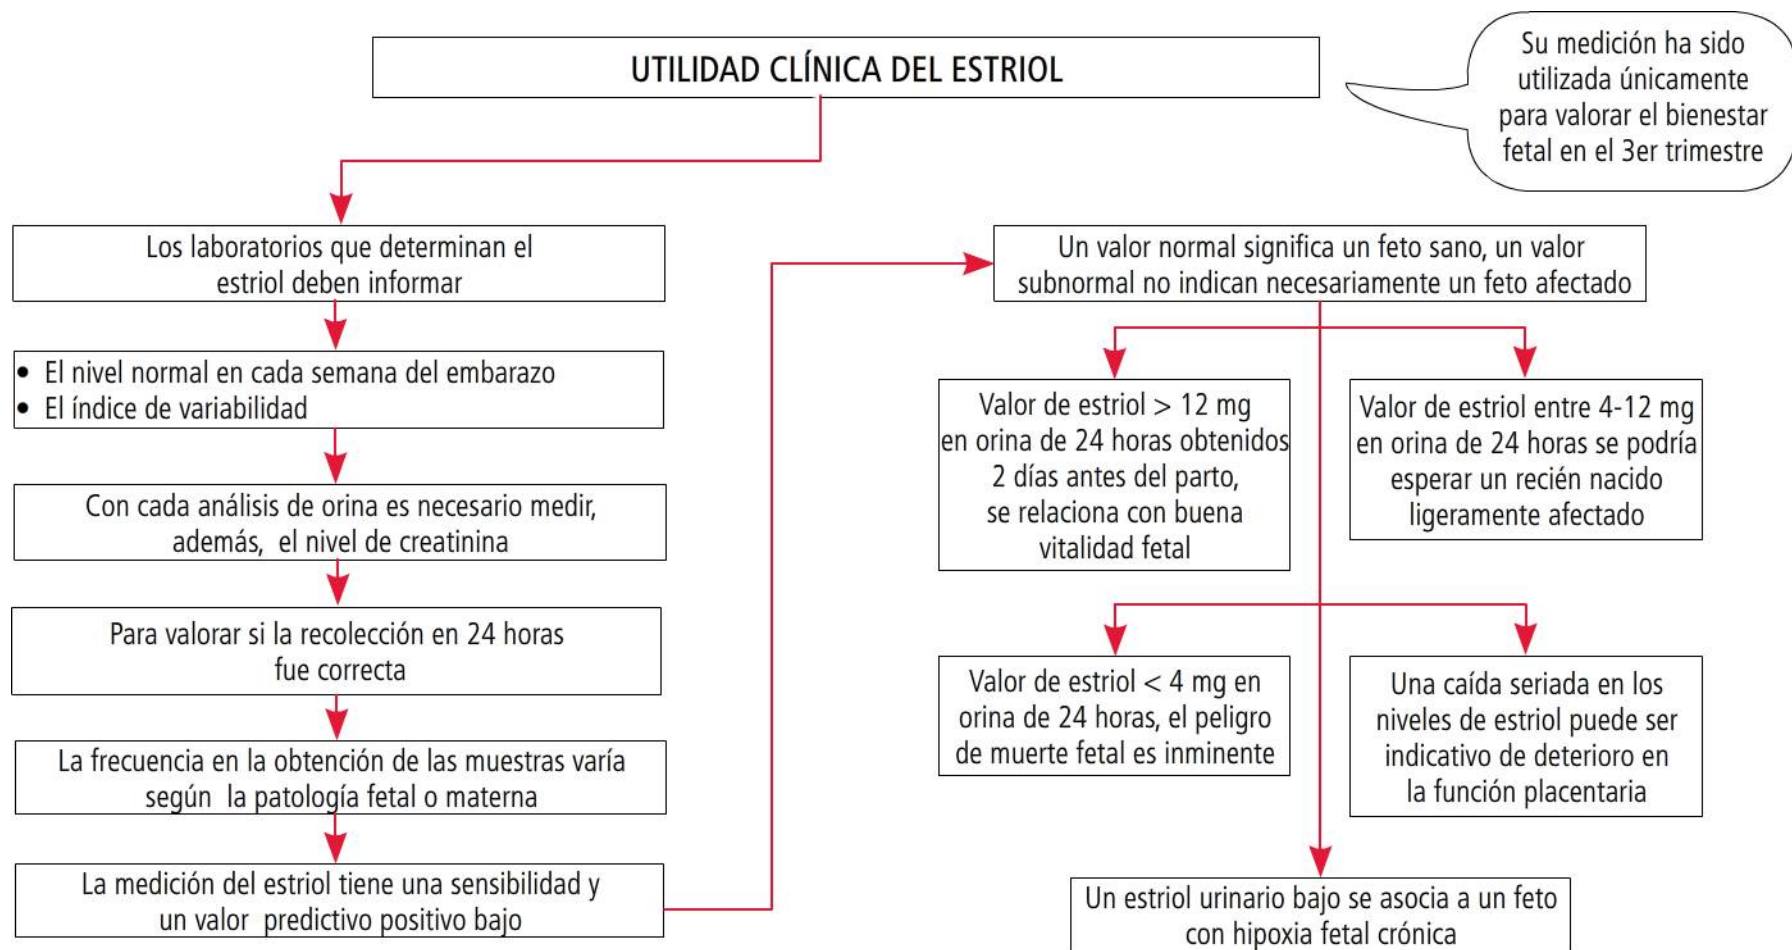 UTILIDAD CLÍNICA DEL ESTRIOL
Su medición ha sido
utilizada únicamente
para valorar el bienestar
fetal en el 3er trimestre
Los laboratorios que determinan el
estriol deben informar
• El nivel normal en cada semana del embarazo
• El índice de variabilidad
Con cada análisis de orina es necesario medir,
además, el nivel de creatinina
Para valorar si la recolección en 24 horas
fue correcta
La frecuencia en la obtención de las muestras varía
según la patología fetal o materna
La medición del estriol tiene una sensibilidad y
un valor predictivo positivo bajo
Un valor normal significa un feto sano, un valor
subnormal no indican necesariamente un feto afectado
Valor de estriol > 12 mg
en orina de 24 horas obtenidos
2 días antes del parto,
se relaciona con buena
vitalidad fetal
Valor de estriol entre 4-12 mg
en orina de 24 horas se podría
esperar un recién nacido
ligeramente afectado
Valor de estriol < 4 mg en
orina de 24 horas, el peligro
de muerte fetal es inminente
Una caída seriada en los
niveles de estriol puede ser
indicativo de deterioro en
la función placentaria
Un estriol urinario bajo se asocia a un feto
con hipoxia fetal crónica